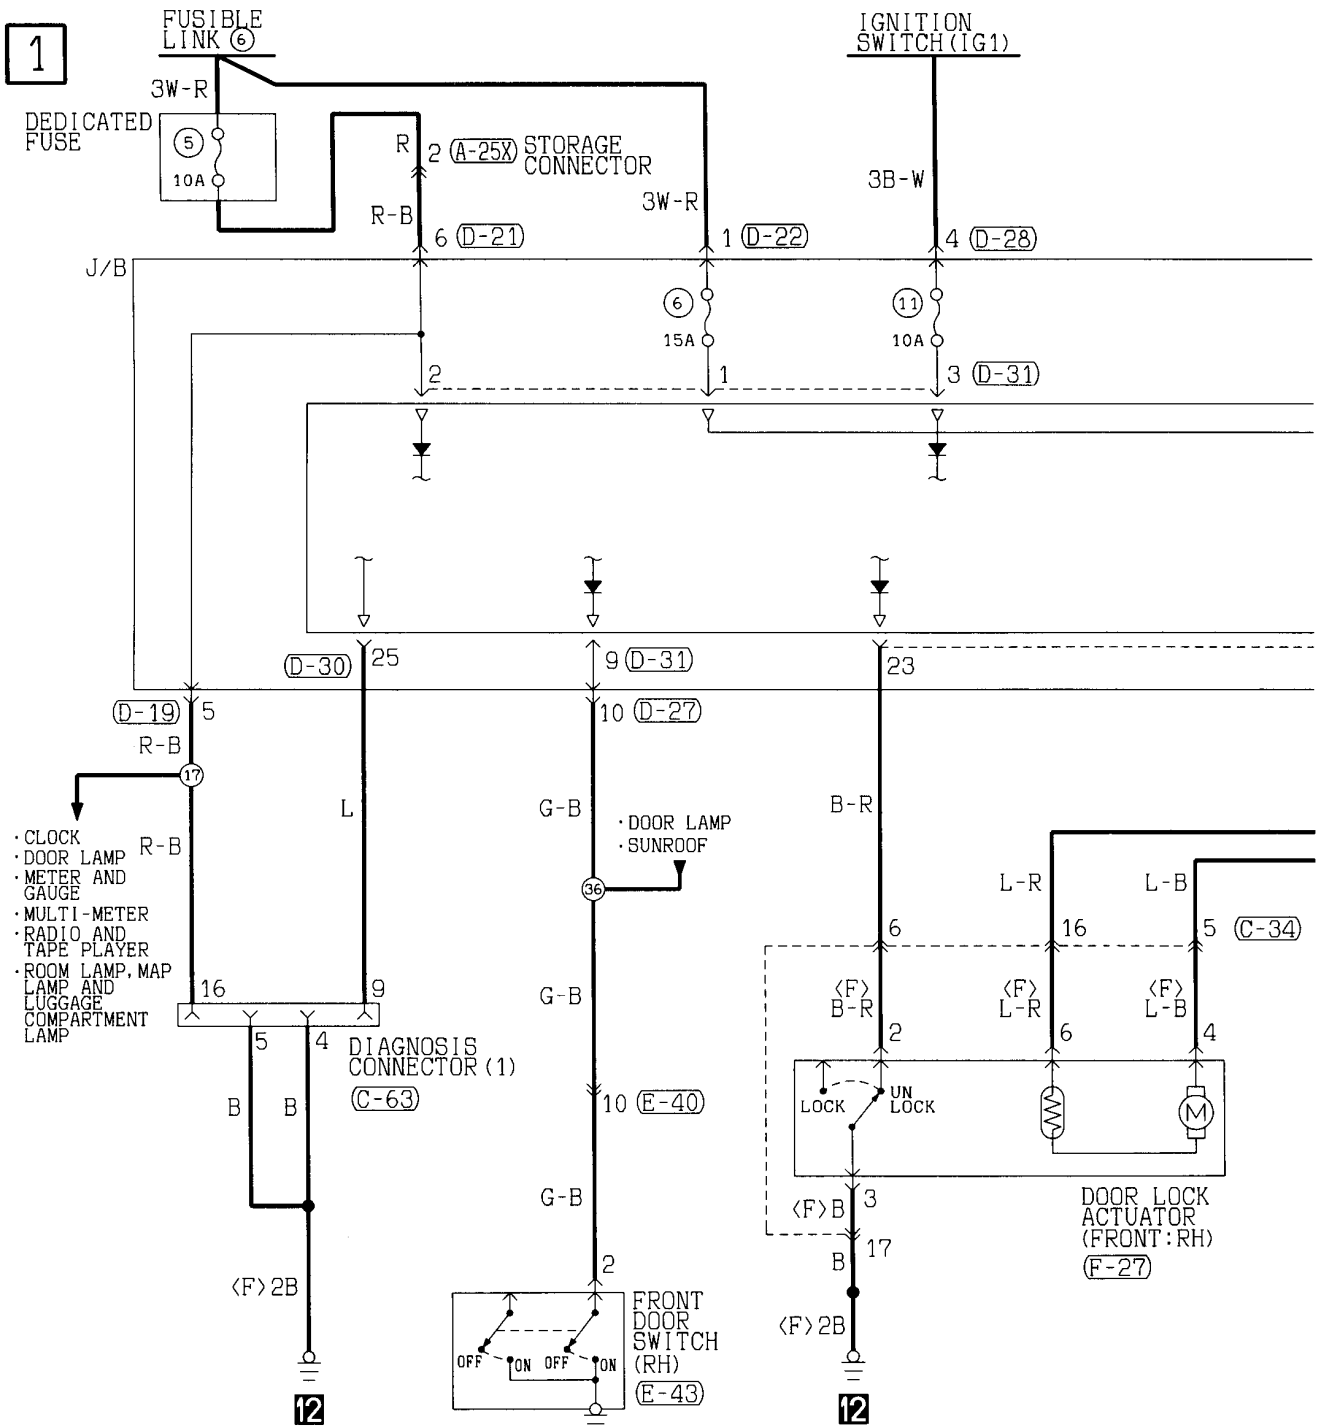 1
FUSIBLE
LINK 6
IGNITION
SWITCH(IG1)
3W-R
DEDICATED
FUSE
5
10A
R
2 A-25X STORAGE
CONNECTOR
3W-R
3B-W
R-B
6 D-21
1 D-22
4 D-28
J/B
6
15A
11
10A
2
1
3 D-31
D-30 25
9 D-31
23
D-19 5
10 D-27
R-B
17
L
G-B
B-R
·DOOR LAMP
·SUNROOF
36
·CLOCK
·DOOR LAMP
·METER AND
GAUGE
·MULTI-METER
·RADIO AND
TAPE PLAYER
·ROOM LAMP,MAP
LAMP AND
LUGGAGE
COMPARTMENT
LAMP
R-B
L-R
L-B
6
16
5 C-34
16
9
G-B
<F>
B-R
<F>
L-R
<F>
L-B
2
6
4
5
4
DIAGNOSIS
CONNECTOR(1)
C-63
B
B
10 E-40
LOCK
UN
LOCK
M
G-B
3
<F>B
17
B
DOOR LOCK
ACTUATOR
(FRONT:RH)
F-27
<F>2B
2
FRONT
DOOR
SWITCH
(RH)
E-43
OFF
ON
OFF
ON
<F>2B
12
12